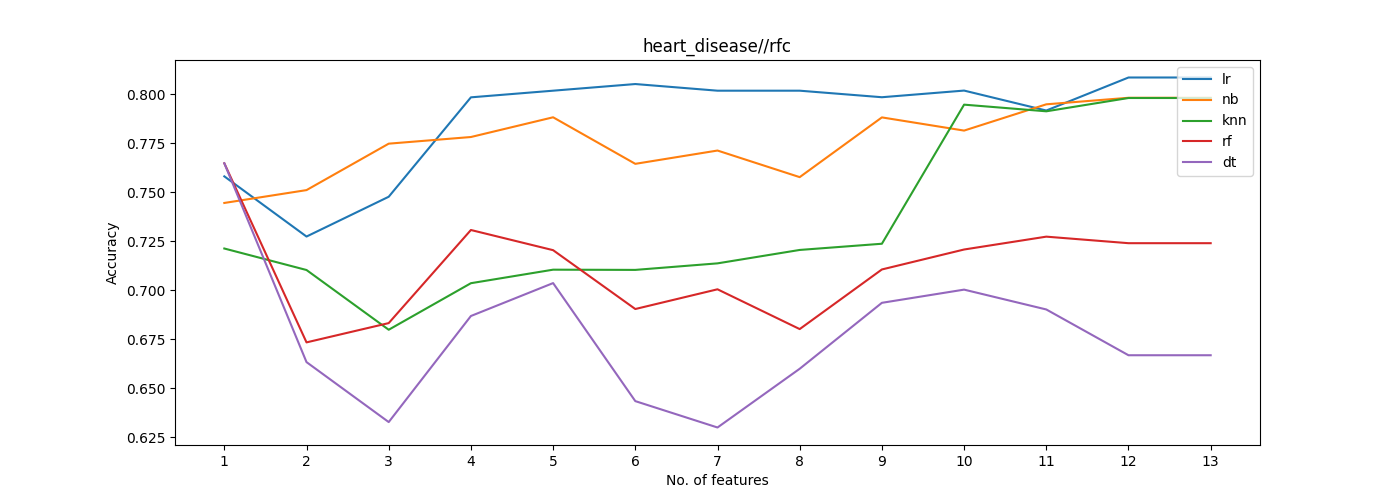 heart_disease//rfc
Accuracy
0.800
0.775
0.750
0.725
0.700
0.675
0.650
0.625
lr
nb
knn
rf
dt
1 2 3 4 5 6 7 8 9 10 11 12 13
No. of features